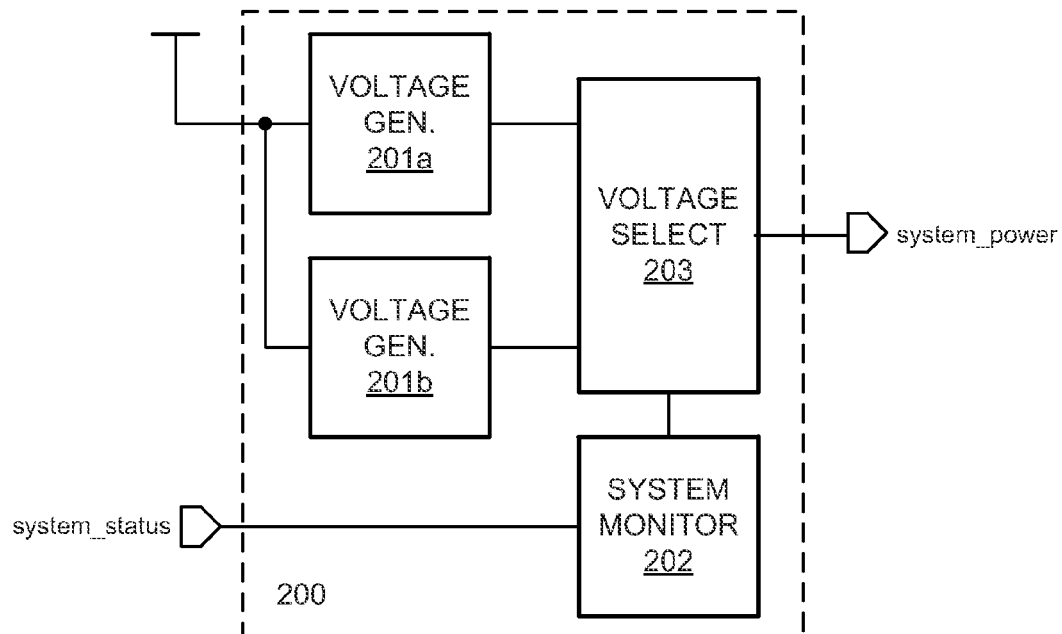 VOLTAGE
GEN.
201a
VOLTAGE
SELECT
203
system_power
VOLTAGE
GEN.
201b
system_status
SYSTEM
MONITOR
202
200